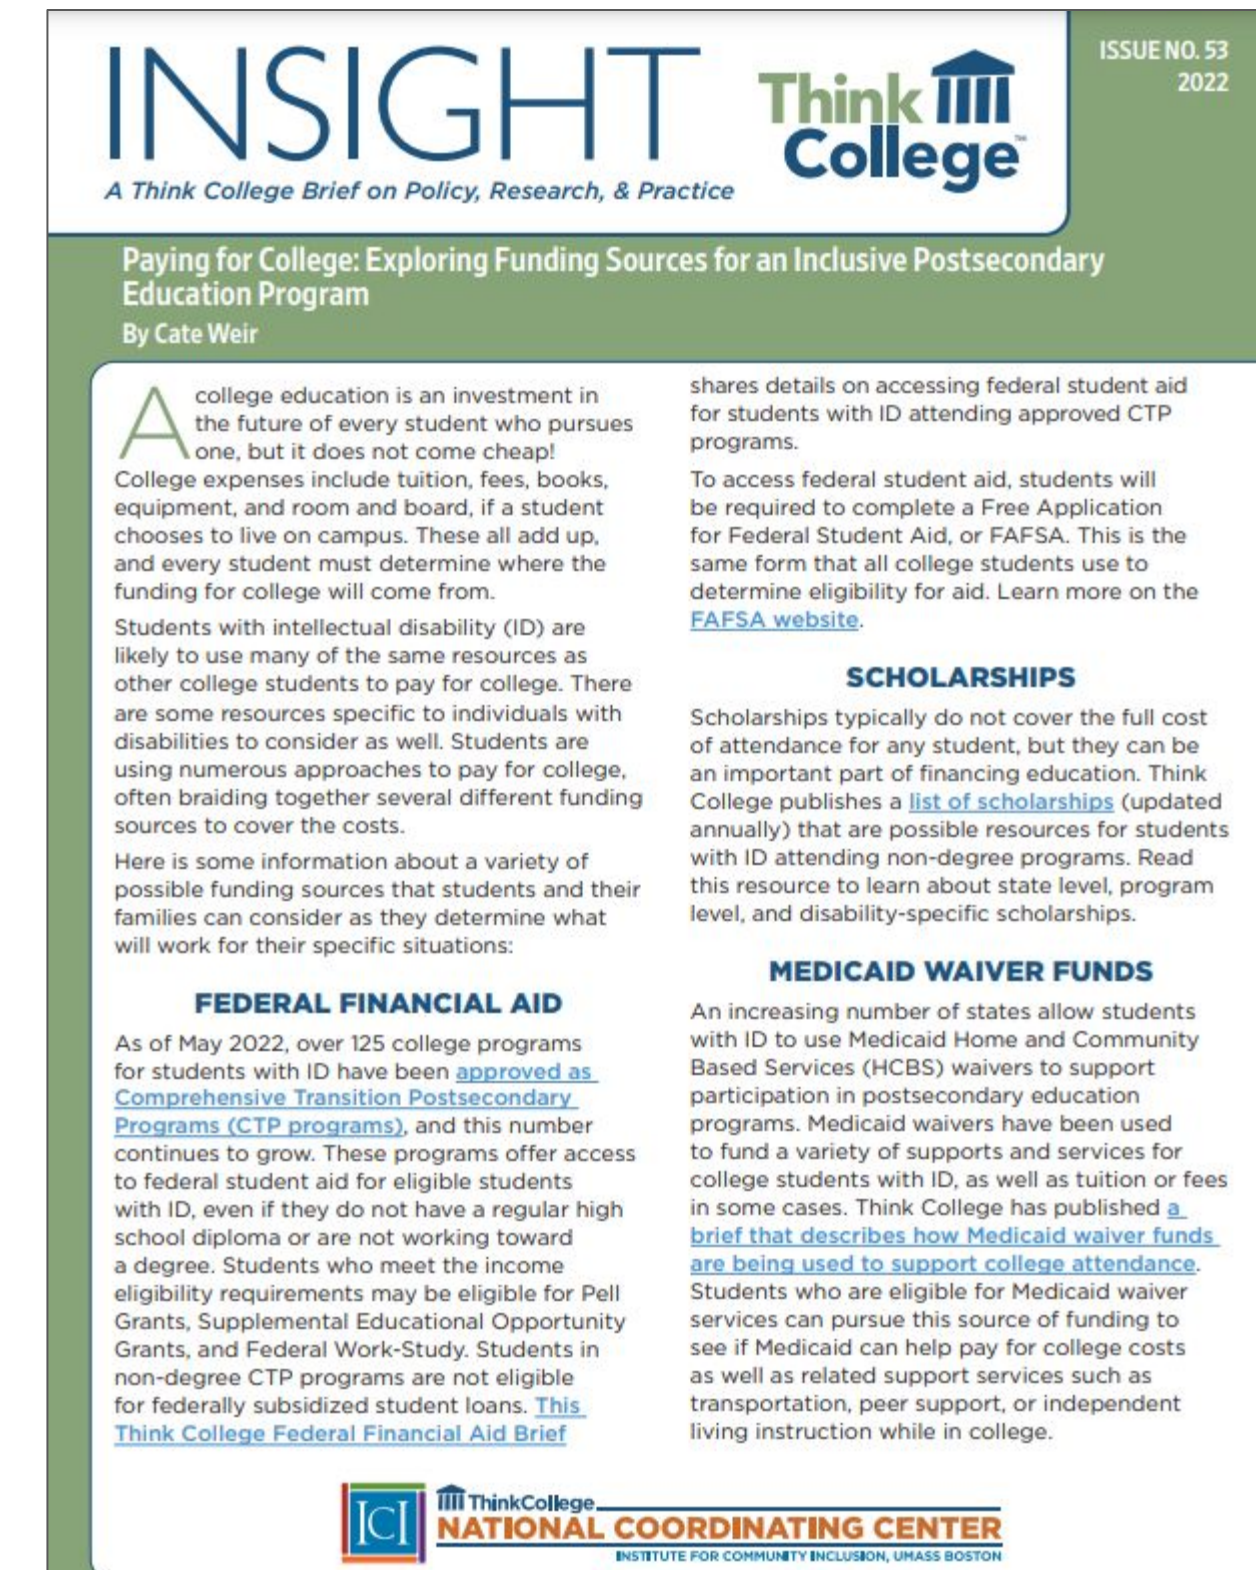 INSIGHT
A Think College Brief on Policy, Research, & Practice
Think
College™
ISSUE NO. 53
2022
Paying for College: Exploring Funding Sources for an Inclusive Postsecondary
Education Program
By Cate Weir
A college education is an investment in
the future of every student who pursues
one, but it does not come cheap!
College expenses include tuition, fees, books,
equipment, and room and board, if a student
chooses to live on campus. These all add up,
and every student must determine where the
funding for college will come from.
Students with intellectual disability (ID) are
likely to use many of the same resources as
other college students to pay for college. There
are some resources specific to individuals with
disabilities to consider as well. Students are
using numerous approaches to pay for college,
often braiding together several different funding
sources to cover the costs.
Here is some information about a variety of
possible funding sources that students and their
families can consider as they determine what
will work for their specific situations:
FEDERAL FINANCIAL AID
As of May 2022, over 125 college programs
for students with ID have been approved as
Comprehensive Transition Postsecondary
Programs (CTP programs), and this number
continues to grow. These programs offer access
to federal student aid for eligible students
with ID, even if they do not have a regular high
school diploma or are not working toward
a degree. Students who meet the income
eligibility requirements may be eligible for Pell
Grants, Supplemental Educational Opportunity
Grants, and Federal Work-Study. Students in
non-degree CTP programs are not eligible
for federally subsidized student loans. This
Think College Federal Financial Aid Brief
shares details on accessing federal student aid
for students with ID attending approved CTP
programs.
To access federal student aid, students will
be required to complete a Free Application
for Federal Student Aid, or FAFSA. This is the
same form that all college students use to
determine eligibility for aid. Learn more on the
FAFSA website.
SCHOLARSHIPS
Scholarships typically do not cover the full cost
of attendance for any student, but they can be
an important part of financing education. Think
College publishes a list of scholarships (updated
annually) that are possible resources for students
with ID attending non-degree programs. Read
this resource to learn about state level, program
level, and disability-specific scholarships.
MEDICAID WAIVER FUNDS
An increasing number of states allow students
with ID to use Medicaid Home and Community
Based Services (HCBS) waivers to support
participation in postsecondary education
programs. Medicaid waivers have been used
to fund a variety of supports and services for
college students with ID, as well as tuition or fees
in some cases. Think College has published a
brief that describes how Medicaid waiver funds
are being used to support college attendance.
Students who are eligible for Medicaid waiver
services can pursue this source of funding to
see if Medicaid can help pay for college costs
as well as related support services such as
transportation, peer support, or independent
living instruction while in college.
ICI
ThinkCollege
NATIONAL COORDINATING CENTER
INSTITUTE FOR COMMUNITY INCLUSION, UMASS BOSTON